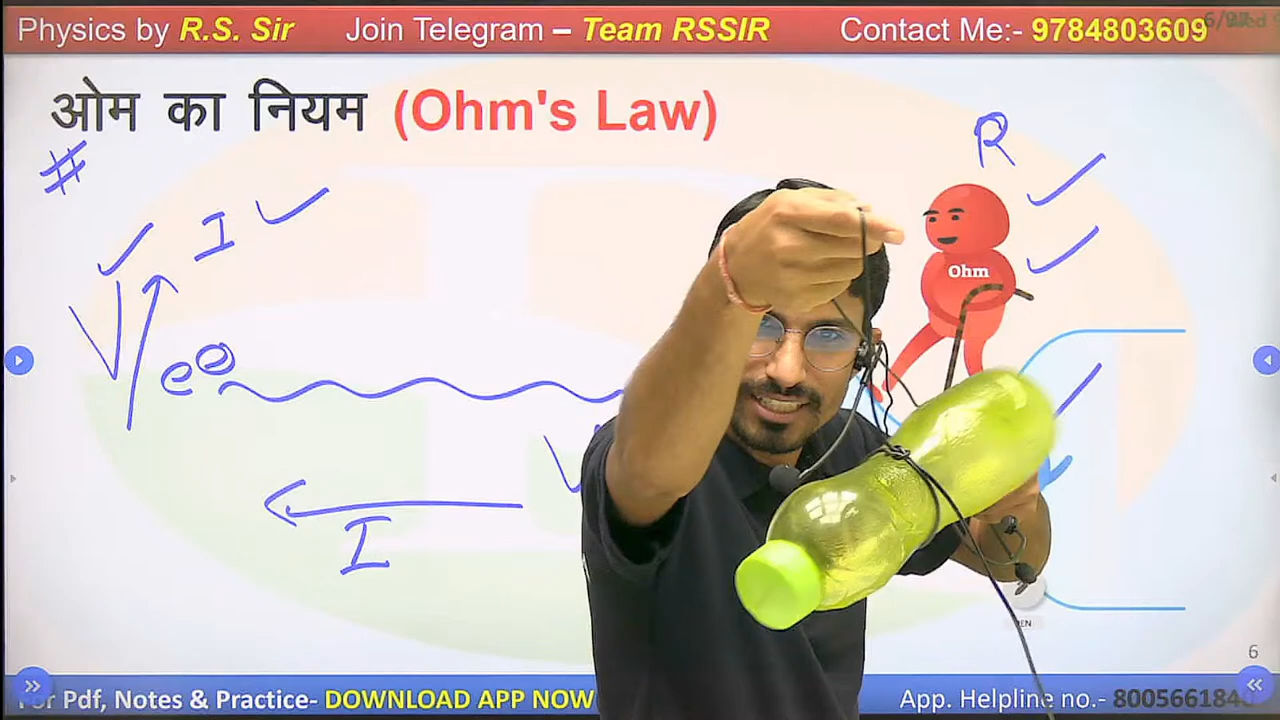 Physics by R.S. Sir Join Telegram – Team RSSIR Contact Me:- 9784803609
ओम का नियम (Ohm's Law)
#
R
I
V
e⊖
Ohm
I
6
For Pdf, Notes & Practice- DOWNLOAD APP NOW App. Helpline no.- 800566184